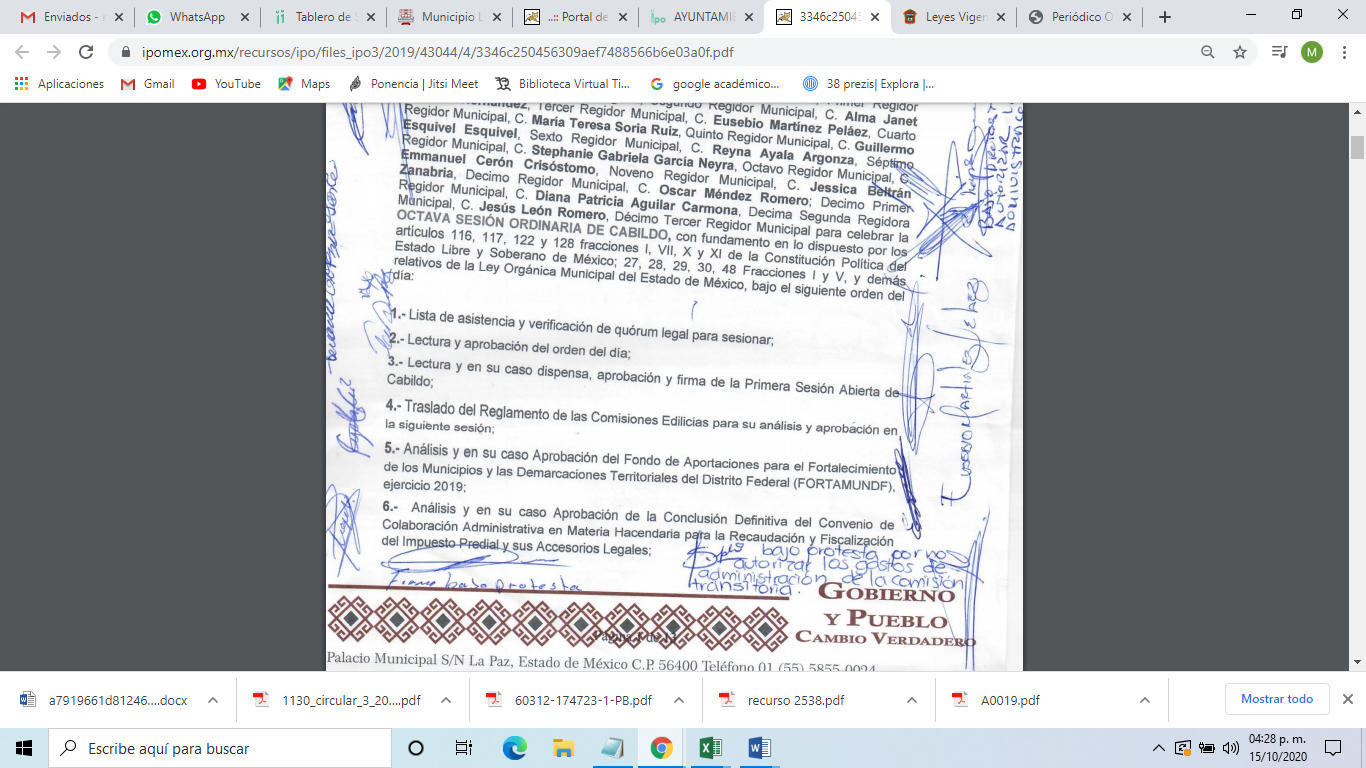 Enviados - 
WhatsApp
Tablero de 
Municipio L
..:: Portal de
AYUNTAMIE
3346c25045
Leyes Vigen
Periódico O
ipomex.org.mx/recursos/ipo/files_ipo3/2019/43044/4/3346c250456309aef7488566b6e03a0f.pdf
M
Aplicaciones
Gmail
YouTube
Maps
Ponencia | Jitsi Meet
Biblioteca Virtual Ti...
google académico...
38 prezis| Explora |...
Tercer Regidor Municipal, C. Alma Janet
Regidor Municipal, C. María Teresa Soria Ruiz, Quinto Regidor Municipal, C. Guillermo
Esquivel Esquivel, Sexto Regidor Municipal, C. Reyna Ayala Argonza, Séptimo
Regidor Municipal, C. Stephanie Gabriela García Neyra, Octavo Regidor Municipal, C.
Emmanuel Cerón Crisóstomo, Noveno Regidor Municipal, C. Jessica Beltrán
Zanabria, Decimo Regidor Municipal, C. Oscar Méndez Romero; Decimo Primer
Regidor Municipal, C. Diana Patricia Aguilar Carmona, Decima Segunda Regidora
Municipal, C. Jesús León Romero, Décimo Tercer Regidor Municipal para celebrar la
OCTAVA SESIÓN ORDINARIA DE CABILDO, con fundamento en lo dispuesto por los
artículos 116, 117, 122 y 128 fracciones I, VII, X y XI de la Constitución Política del
Estado Libre y Soberano de México; 27, 28, 29, 30, 48 Fracciones I y V, y demás
relativos de la Ley Orgánica Municipal del Estado de México, bajo el siguiente orden del
día:
1.- Lista de asistencia y verificación de quórum legal para sesionar;
2.- Lectura y aprobación del orden del día;
3.- Lectura y en su caso dispensa, aprobación y firma de la Primera Sesión Abierta de
Cabildo;
4.- Traslado del Reglamento de las Comisiones Edilicias para su análisis y aprobación en
la siguiente sesión;
5.- Análisis y en su caso Aprobación del Fondo de Aportaciones para el Fortalecimiento
de los Municipios y las Demarcaciones Territoriales del Distrito Federal (FORTAMUNDF),
ejercicio 2019;
6.- Análisis y en su caso Aprobación de la Conclusión Definitiva del Convenio de
Colaboración Administrativa en Materia Hacendaria para la Recaudación y Fiscalización
del Impuesto Predial y sus Accesorios Legales;
bajo protesta por no
autorizar los gastos de
administración de la comisión
transitoria.
Firmo bajo protesta
GOBIERNO
Y PUEBLO
CAMBIO VERDADERO
Palacio Municipal S/N La Paz, Estado de México C.P. 56400 Teléfono 01 (55) 5855-0024
a7919661d81246....docx
1130_circular_3_20....pdf
60312-174723-1-PB.pdf
recurso 2538.pdf
A0019.pdf
Mostrar todo
Escribe aquí para buscar
04:28 p. m.
15/10/2020